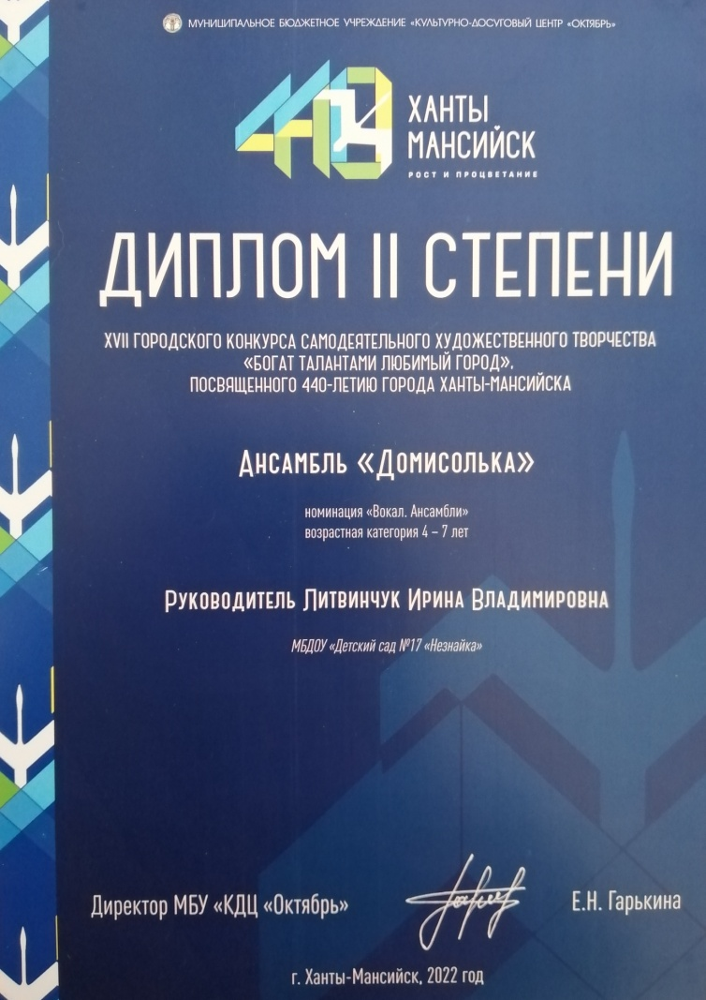 МУНИЦИПАЛЬНОЕ БЮДЖЕТНОЕ УЧРЕЖДЕНИЕ «КУЛЬТУРНО-ДОСУГОВЫЙ ЦЕНТР «ОКТЯБРЬ»
440
ХАНТЫ
МАНСИЙСК
РОСТ И ПРОЦВЕТАНИЕ
ДИПЛОМ II СТЕПЕНИ
XVII ГОРОДСКОГО КОНКУРСА САМОДЕЯТЕЛЬНОГО ХУДОЖЕСТВЕННОГО ТВОРЧЕСТВА
«БОГАТ ТАЛАНТАМИ ЛЮБИМЫЙ ГОРОД»,
ПОСВЯЩЕННОГО 440-ЛЕТИЮ ГОРОДА ХАНТЫ-МАНСИЙСКА
АНСАМБЛЬ «ДОМИСОЛЬКА»
номинация «Вокал. Ансамбли»
возрастная категория 4 – 7 лет
РУКОВОДИТЕЛЬ ЛИТВИНЧУК ИРИНА ВЛАДИМИРОВНА
МБДОУ «Детский сад №17 «Незнайка»
Директор МБУ «КДЦ «Октябрь»
Е.Н. Гарькина
г. Ханты-Мансийск, 2022 год